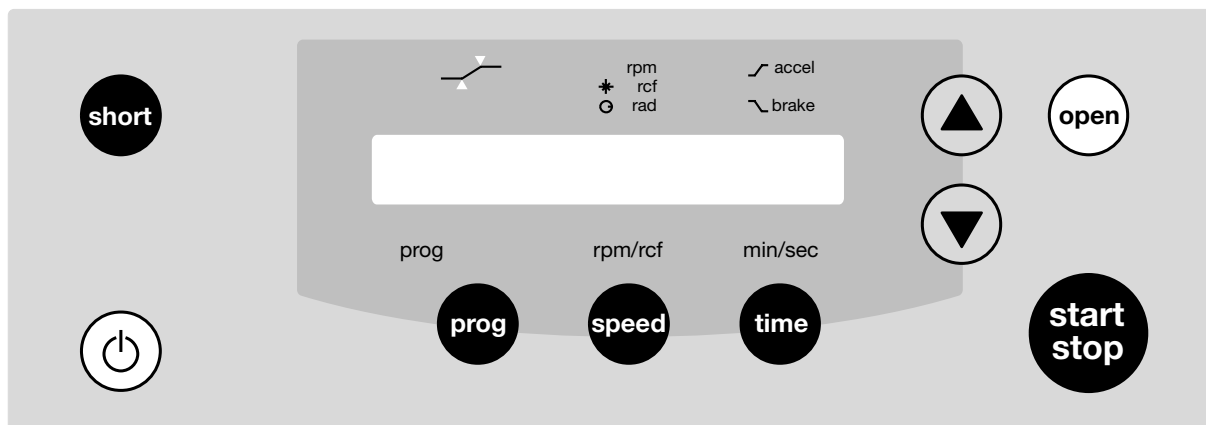 short
rpm
rcf
rad
accel
brake
open
prog
rpm/rcf
min/sec
prog
speed
time
start
stop